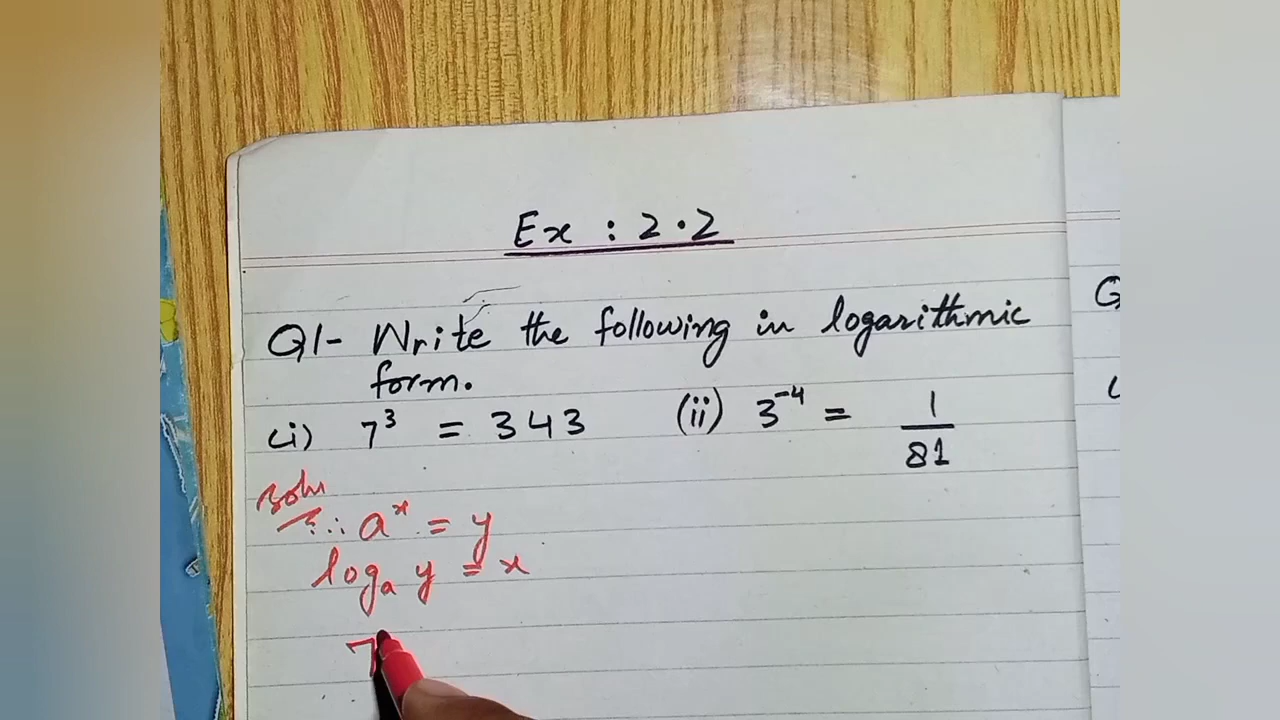 Ex : 2.2
Q1- Write the following in logarithmic
form.
(i) 7³ = 343 (ii) 3⁻⁴ = 1/81
Soln
∵ aˣ = y
logₐ y = x
7